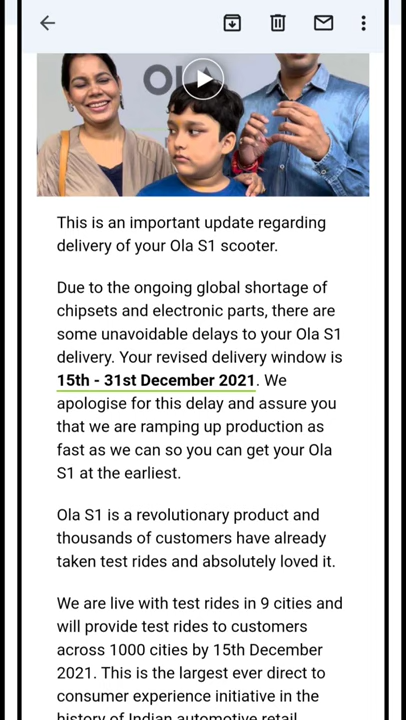 OLA
This is an important update regarding
delivery of your Ola S1 scooter.
Due to the ongoing global shortage of
chipsets and electronic parts, there are
some unavoidable delays to your Ola S1
delivery. Your revised delivery window is
15th - 31st December 2021. We
apologise for this delay and assure you
that we are ramping up production as
fast as we can so you can get your Ola
S1 at the earliest.
Ola S1 is a revolutionary product and
thousands of customers have already
taken test rides and absolutely loved it.
We are live with test rides in 9 cities and
will provide test rides to customers
across 1000 cities by 15th December
2021. This is the largest ever direct to
consumer experience initiative in the
history of Indian automotive retail